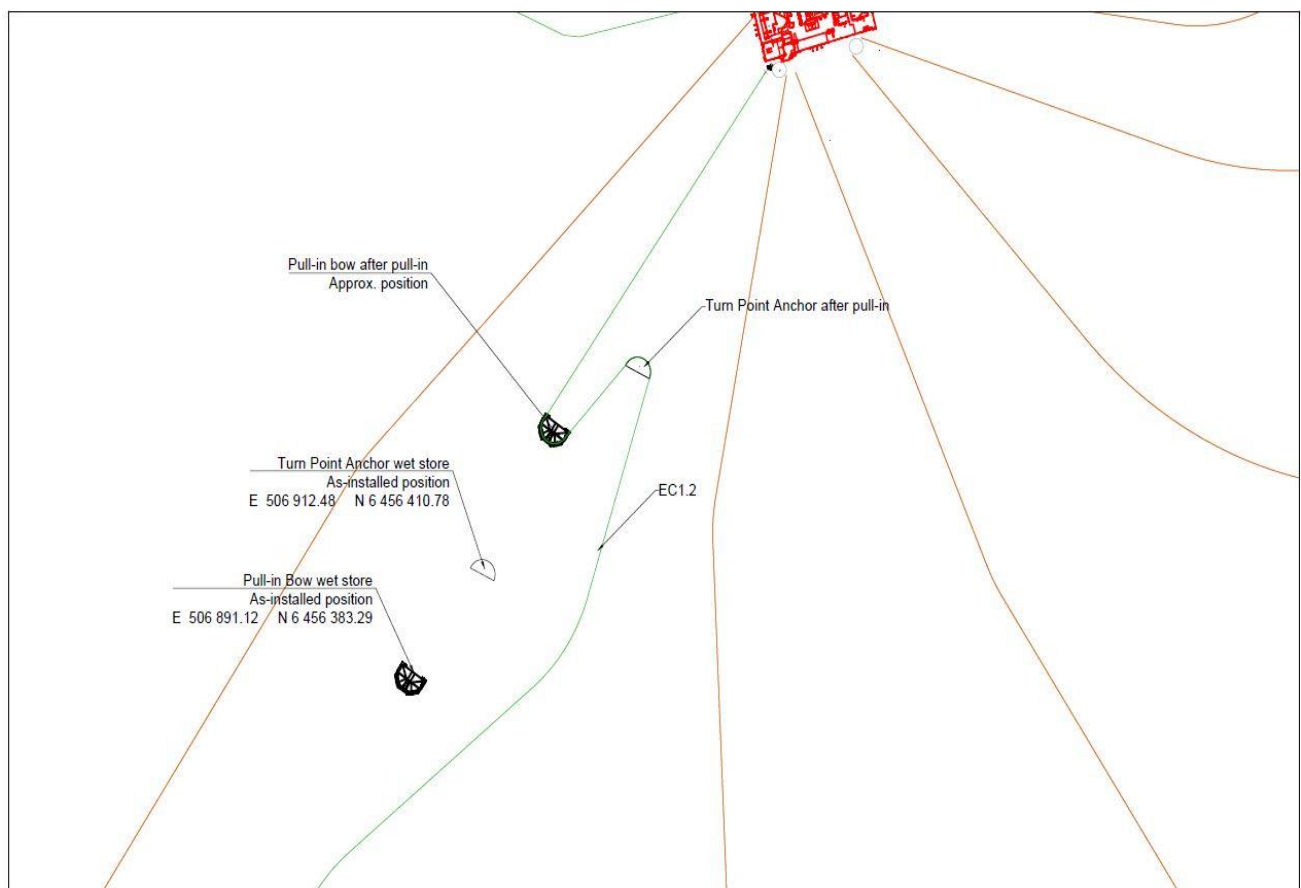 Pull-in bow after pull-in
Approx. position
Turn Point Anchor after pull-in
Turn Point Anchor wet store
As-installed position
E 506 912.48 N 6 456 410.78
EC1.2
Pull-in Bow wet store
As-installed position
E 506 891.12 N 6 456 383.29